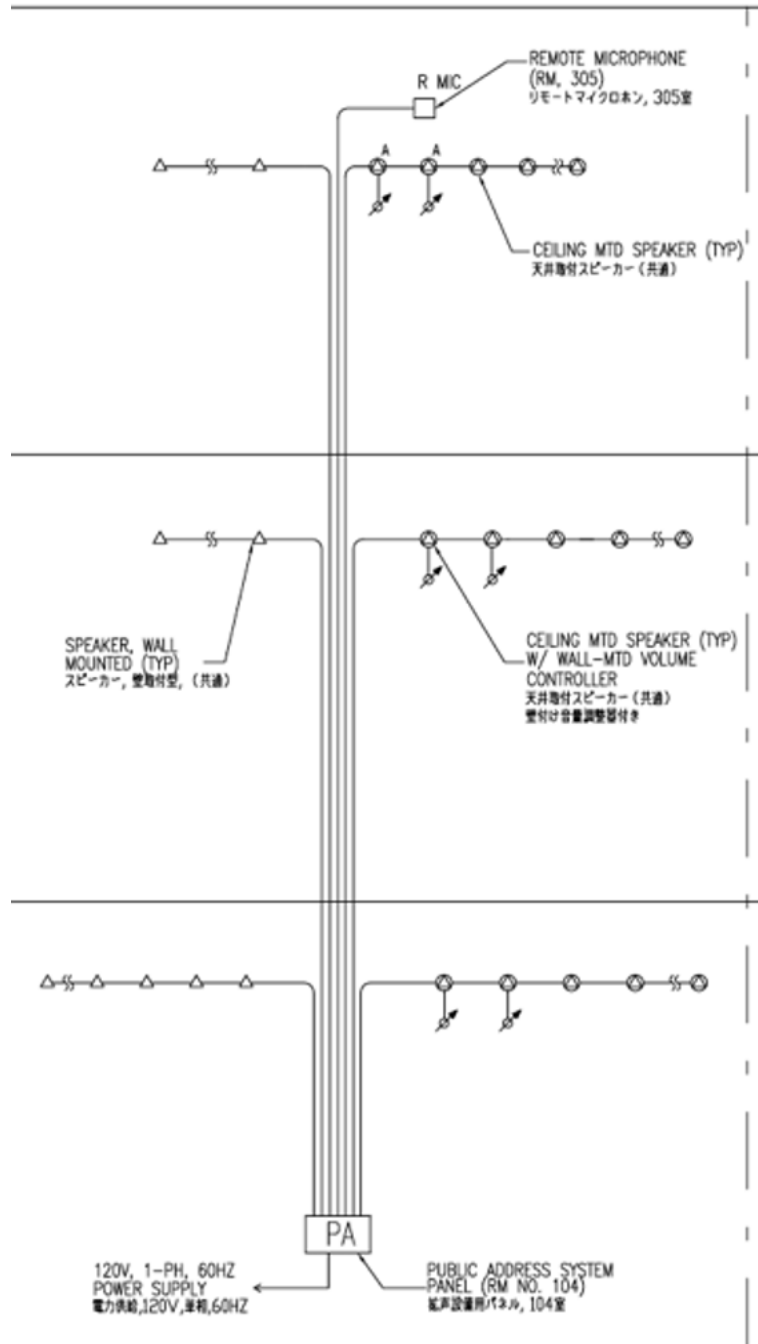 R MIC
REMOTE MICROPHONE
(RM, 305)
リモートマイクロホン, 305室
A
A
CEILING MTD SPEAKER (TYP)
天井取付スピーカー (共通)
SPEAKER, WALL
MOUNTED (TYP)
スピーカー, 壁取付型, (共通)
CEILING MTD SPEAKER (TYP)
W/ WALL-MTD VOLUME
CONTROLLER
天井取付スピーカー (共通)
壁付け音量調整器付き
PA
120V, 1-PH, 60HZ
POWER SUPPLY
電力供給,120V,単相,60HZ
PUBLIC ADDRESS SYSTEM
PANEL (RM NO. 104)
拡声設備用パネル, 104室